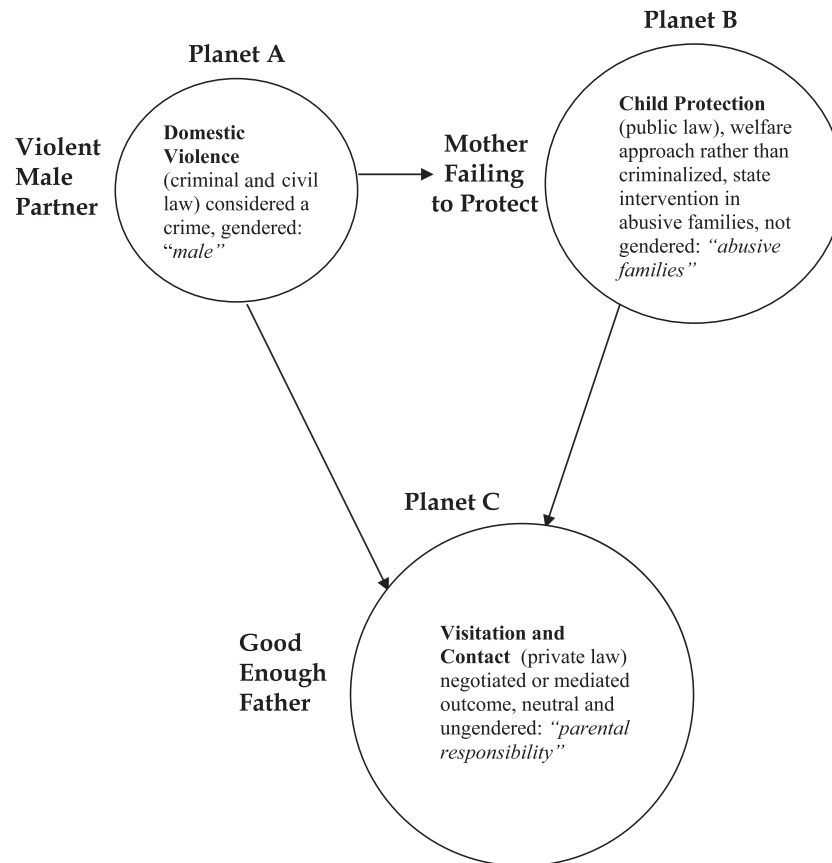 Planet A
Violent
Male
Partner
Domestic
Violence
(criminal and civil
law) considered a
crime, gendered:
“male”
Planet B
Mother
Failing
to Protect
Child Protection
(public law), welfare
approach rather than
criminalized, state
intervention in
abusive families, not
gendered: “abusive
families”
Planet C
Good
Enough
Father
Visitation and
Contact (private law)
negotiated or mediated
outcome, neutral and
ungendered: “parental
responsibility”